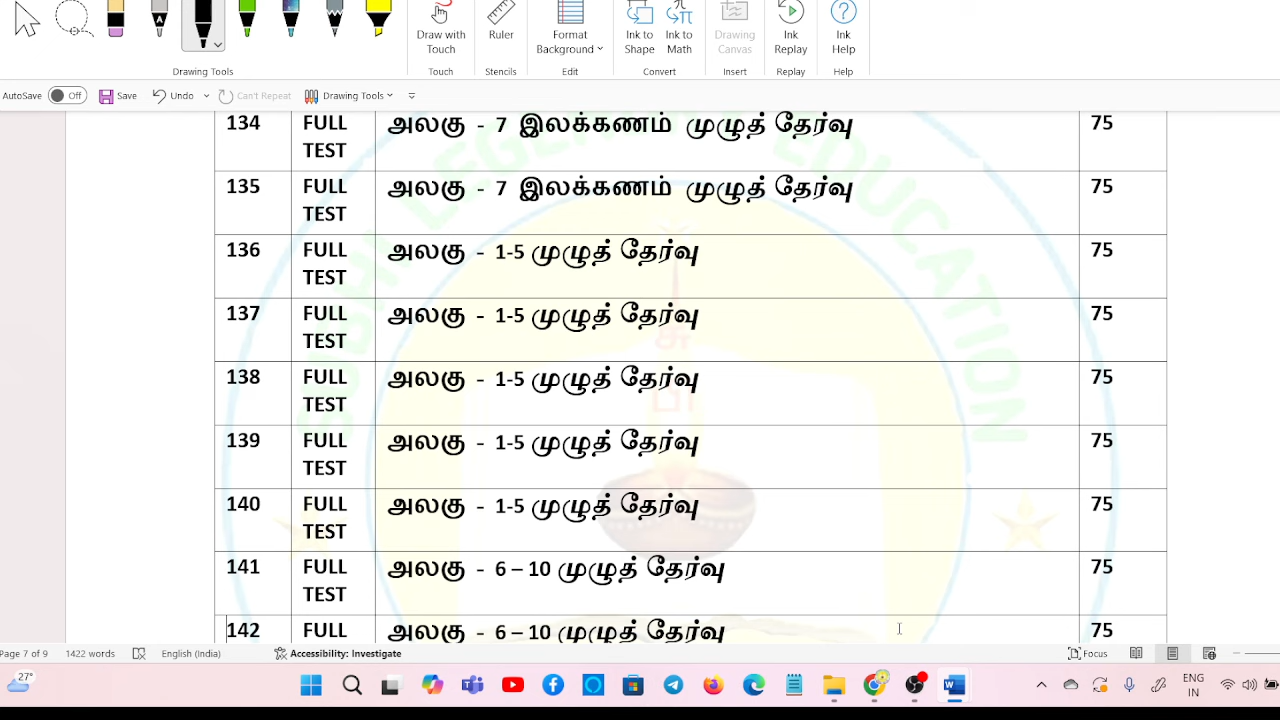 Draw with Touch
Ruler
Format Background
Ink to Shape
Ink to Math
Drawing Canvas
Ink Replay
Ink Help
Drawing Tools
Touch
Stencils
Edit
Convert
Insert
Replay
Help
AutoSave Off Save Undo Can't Repeat Drawing Tools
134 FULL TEST அலகு - 7 இலக்கணம் முழுத் தேர்வு 75
135 FULL TEST அலகு - 7 இலக்கணம் முழுத் தேர்வு 75
136 FULL TEST அலகு - 1-5 முழுத் தேர்வு 75
137 FULL TEST அலகு - 1-5 முழுத் தேர்வு 75
138 FULL TEST அலகு - 1-5 முழுத் தேர்வு 75
139 FULL TEST அலகு - 1-5 முழுத் தேர்வு 75
140 FULL TEST அலகு - 1-5 முழுத் தேர்வு 75
141 FULL TEST அலகு - 6 – 10 முழுத் தேர்வு 75
142 FULL அலகு - 6 – 10 முழுத் தேர்வு 75
Page 7 of 9 1422 words English (India) Accessibility: Investigate Focus
27°
ENG
IN